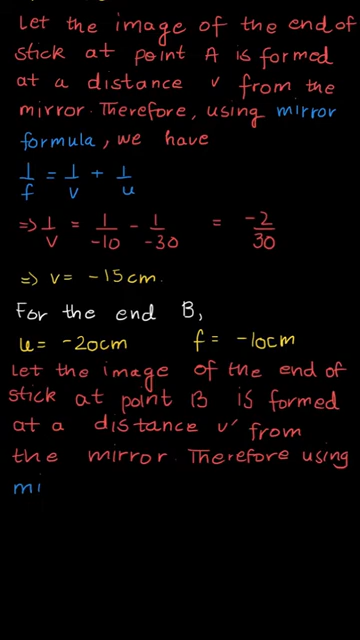 Let the image of the end of
stick at point A is formed
at a distance v from the
mirror. Therefore, using mirror
formula, we have
1/f = 1/v + 1/u
=> 1/v = 1/-10 - 1/-30 = -2/30
=> v = -15cm.
For the end B,
u = -20cm f = -10cm
Let the image of the end of
stick at point B is formed
at a distance v' from
the mirror. Therefore using
mi